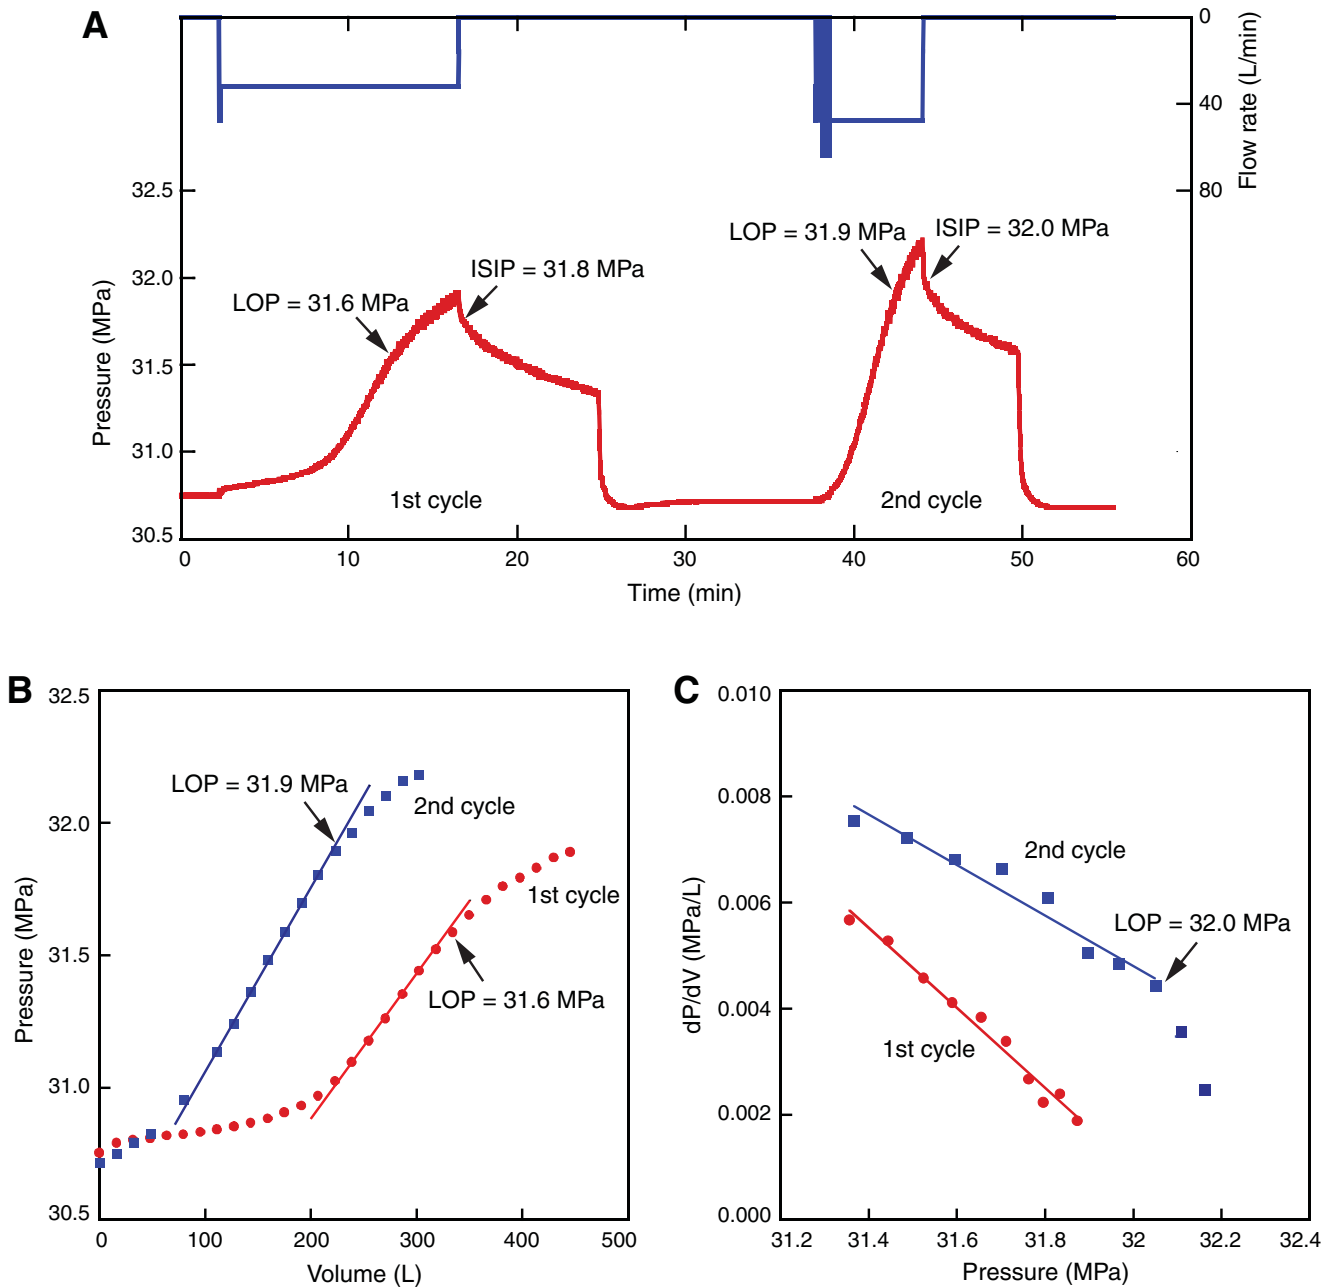 A
0
40
80
Flow rate (L/min)
32.5
32.0
31.5
31.0
30.5
Pressure (MPa)
LOP = 31.6 MPa
ISIP = 31.8 MPa
LOP = 31.9 MPa
ISIP = 32.0 MPa
1st cycle
2nd cycle
0
10
20
30
40
50
60
Time (min)
B
32.5
32.0
31.5
31.0
30.5
Pressure (MPa)
LOP = 31.9 MPa
2nd cycle
1st cycle
LOP = 31.6 MPa
0
100
200
300
400
500
Volume (L)
C
0.010
0.008
0.006
0.004
0.002
0.000
dP/dV (MPa/L)
2nd cycle
LOP = 32.0 MPa
1st cycle
31.2
31.4
31.6
31.8
32
32.2
32.4
Pressure (MPa)